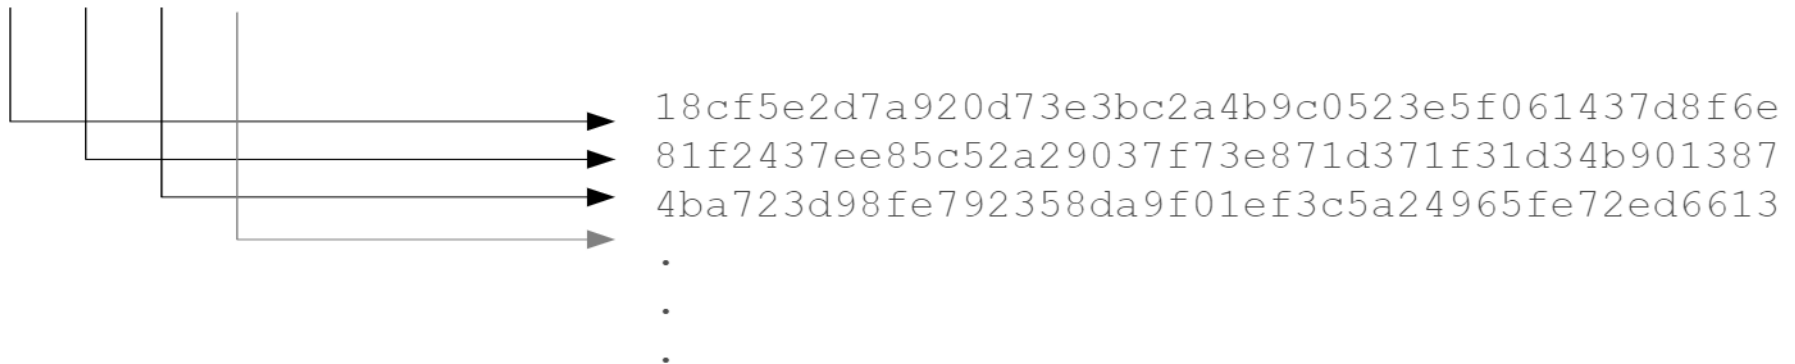 18cf5e2d7a920d73e3bc2a4b9c0523e5f061437d8f6e
81f2437ee85c52a29037f73e871d371f31d34b901387
4ba723d98fe792358da9f01ef3c5a24965fe72ed6613
.
.
.